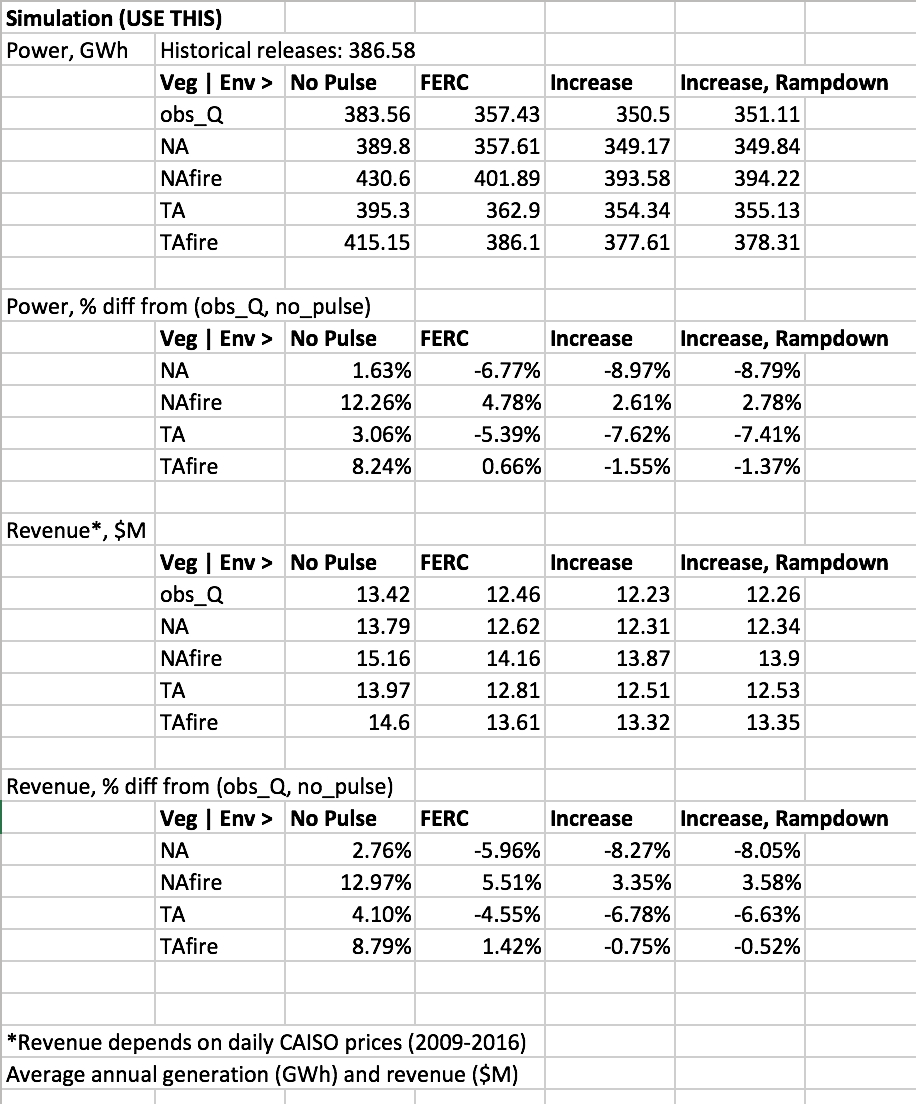 Simulation (USE THIS)
Power, GWh Historical releases: 386.58
Veg | Env > No Pulse FERC Increase Increase, Rampdown
obs_Q 383.56 357.43 350.5 351.11
NA 389.8 357.61 349.17 349.84
NAfire 430.6 401.89 393.58 394.22
TA 395.3 362.9 354.34 355.13
TAfire 415.15 386.1 377.61 378.31
Power, % diff from (obs_Q, no_pulse)
Veg | Env > No Pulse FERC Increase Increase, Rampdown
NA 1.63% -6.77% -8.97% -8.79%
NAfire 12.26% 4.78% 2.61% 2.78%
TA 3.06% -5.39% -7.62% -7.41%
TAfire 8.24% 0.66% -1.55% -1.37%
Revenue*, $M
Veg | Env > No Pulse FERC Increase Increase, Rampdown
obs_Q 13.42 12.46 12.23 12.26
NA 13.79 12.62 12.31 12.34
NAfire 15.16 14.16 13.87 13.9
TA 13.97 12.81 12.51 12.53
TAfire 14.6 13.61 13.32 13.35
Revenue, % diff from (obs_Q, no_pulse)
Veg | Env > No Pulse FERC Increase Increase, Rampdown
NA 2.76% -5.96% -8.27% -8.05%
NAfire 12.97% 5.51% 3.35% 3.58%
TA 4.10% -4.55% -6.78% -6.63%
TAfire 8.79% 1.42% -0.75% -0.52%
*Revenue depends on daily CAISO prices (2009-2016)
Average annual generation (GWh) and revenue ($M)